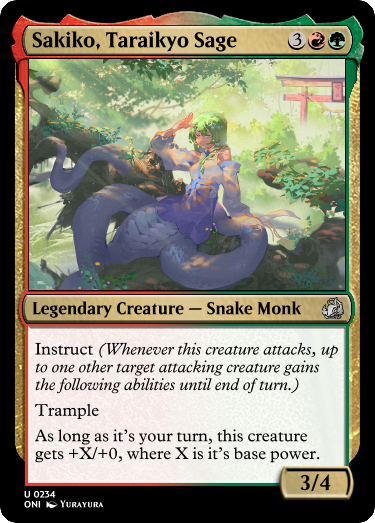 Sakiko, Taraikyo Sage 3
Legendary Creature — Snake Monk
Instruct (Whenever this creature attacks, up
to one other target attacking creature gains
the following abilities until end of turn.)
Trample
As long as it's your turn, this creature
gets +X/+0, where X is it's base power.
3/4
U 0234
ONI YURAYURA